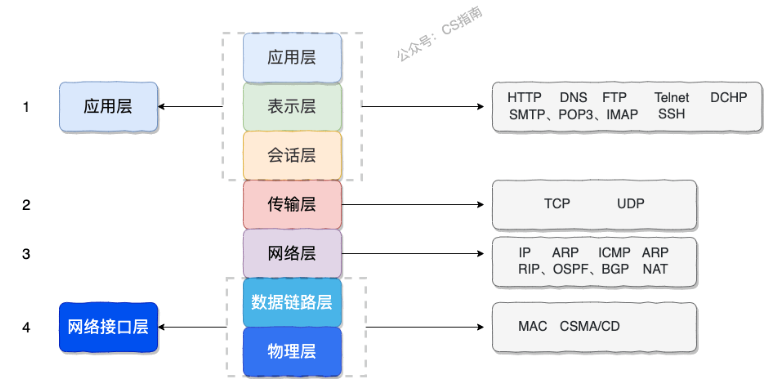 公众号：CS指南
应用层
表示层
会话层
传输层
网络层
数据链路层
物理层
1
应用层
2
3
4
网络接口层
HTTP DNS FTP Telnet DCHP
SMTP、POP3、IMAP SSH
TCP UDP
IP ARP ICMP ARP
RIP、OSPF、BGP NAT
MAC CSMA/CD